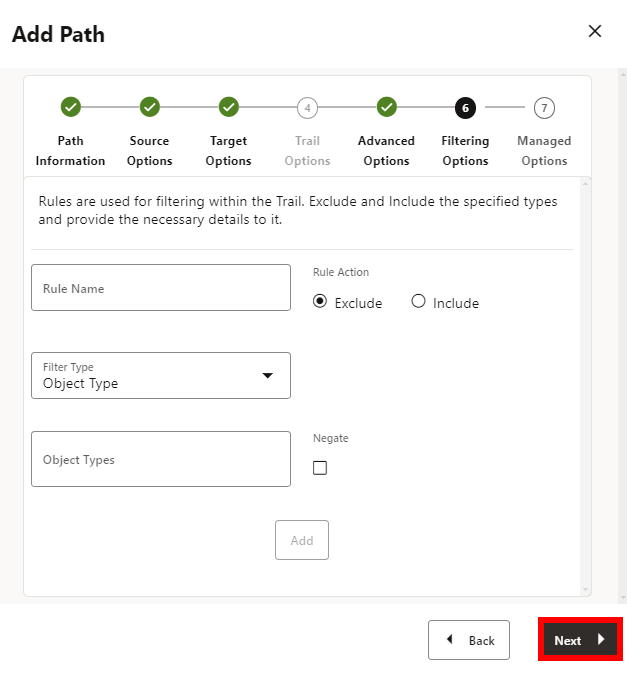 Add Path
4
6
7
Path Information
Source Options
Target Options
Trail Options
Advanced Options
Filtering Options
Managed Options
Rules are used for filtering within the Trail. Exclude and Include the specified types
and provide the necessary details to it.
Rule Name
Rule Action
Exclude
Include
Filter Type
Object Type
Object Types
Negate
Add
Back
Next